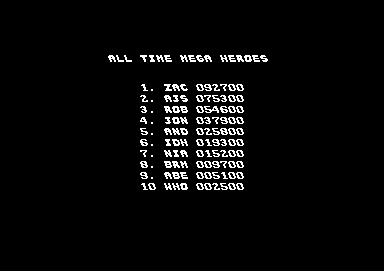 ALL TIME MEGA HEROES
1. ZAC 092700
2. AJS 075300
3. ROB 054600
4. JON 037900
5. AND 025800
6. IDH 019300
7. NIA 015200
8. BRH 009700
9. ABE 005100
10 WHO 002500